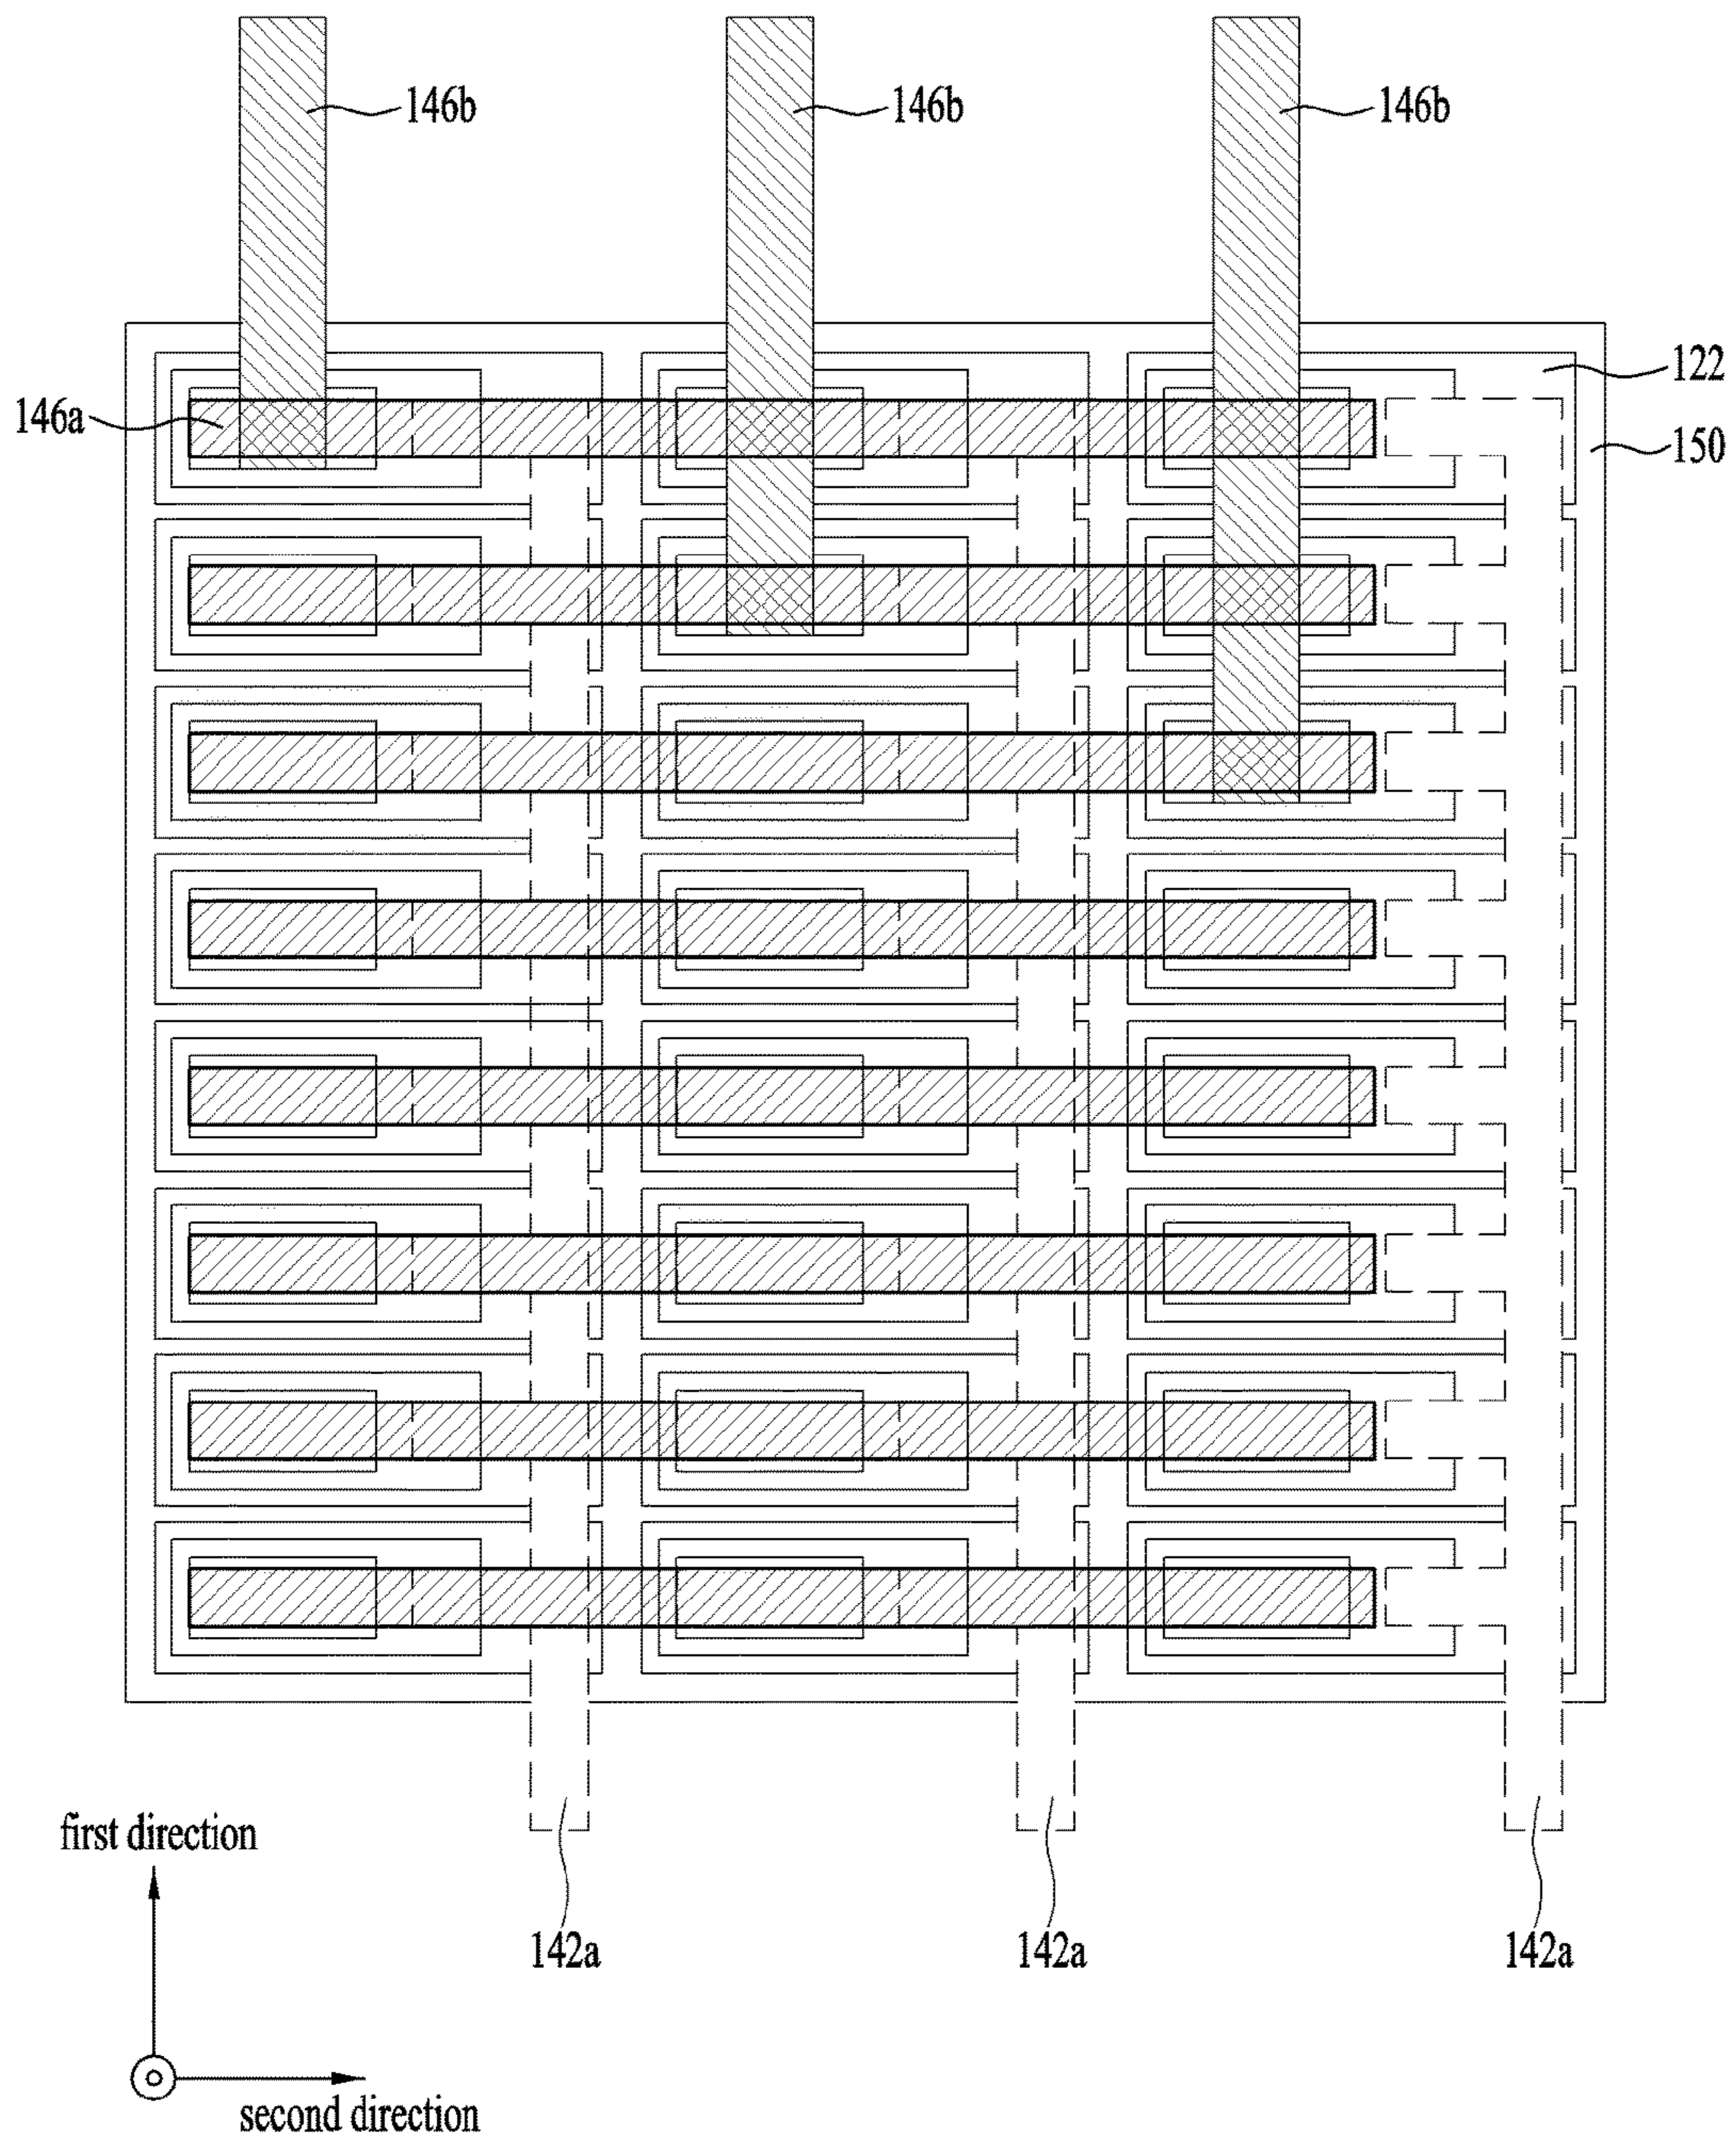 146b 146b 146b
122
146a
150
first direction
142a 142a 142a
second direction